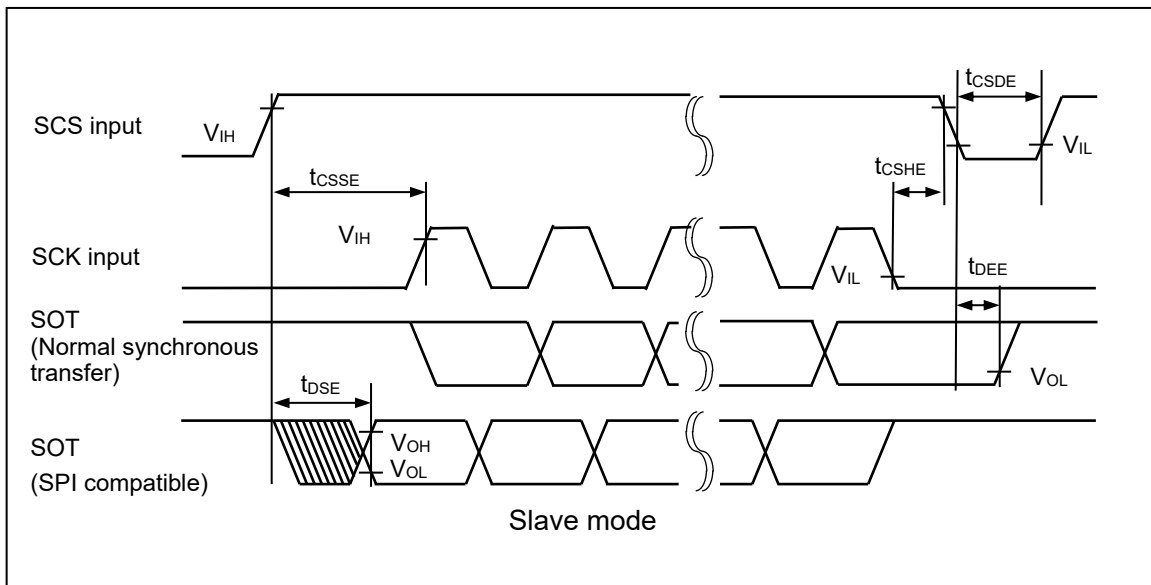 tCSDE
SCS input
VIH
VIL
tCSHE
tCSSE
VIH
SCK input
VIL
tDEE
SOT
(Normal synchronous
transfer)
tDSE
VOL
SOT
(SPI compatible)
VOH
VOL
Slave mode